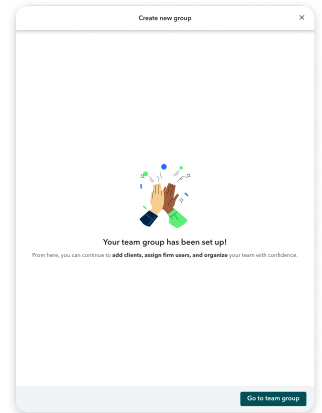 Create new group
Your team group has been set up!
From here, you can continue to add clients, assign firm users, and organize your team with confidence.
Go to team group